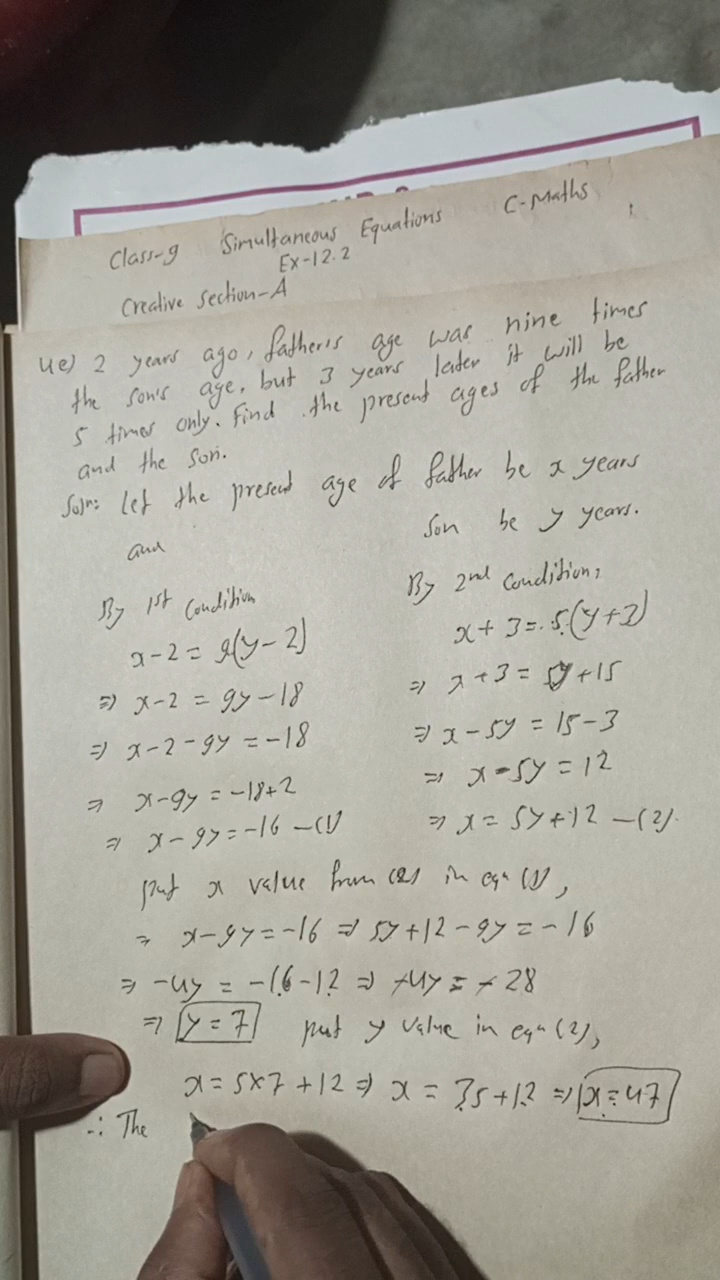 Class-9 Simultaneous Equations C-Maths
Ex-12.2
Creative Section-A
4e) 2 years ago, father's age was nine times
the son's age, but 3 years later it will be
5 times only. Find the present ages of the father
and the son.
Soln: Let the present age of father be x years
and son be y years.
By 1st Condition
x-2 = 9(y-2)
⇒ x-2 = 9y-18
⇒ x-2-9y = -18
⇒ x-9y = -18+2
⇒ x-9y = -16 -(1)
By 2nd Condition,
x+3 = 5(y+3)
⇒ x+3 = 5y+15
⇒ x-5y = 15-3
⇒ x-5y = 12
⇒ x = 5y+12 -(2)
put x value from (2) in eqn (1),
⇒ x-9y = -16 ⇒ 5y+12-9y = -16
⇒ -4y = -16-12 ⇒ -4y = -28
⇒ y = 7 put y value in eqn (2),
x = 5×7+12 ⇒ x = 35+12 ⇒ x = 47
∴ The